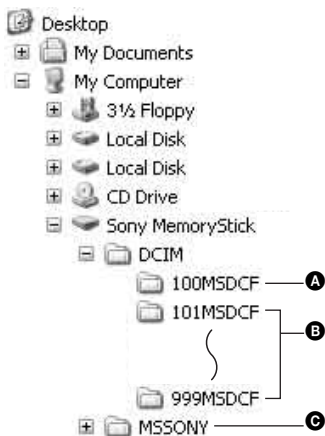 Desktop
My Documents
My Computer
3½ Floppy
Local Disk
Local Disk
CD Drive
Sony MemoryStick
DCIM
100MSDCF A
101MSDCF
B
999MSDCF
MSSONY C